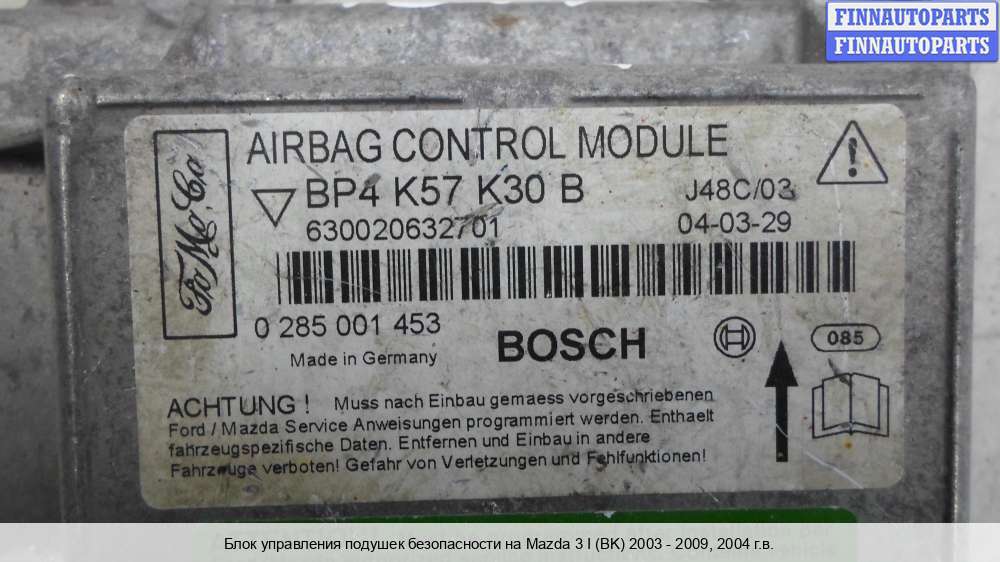 FINNAUTOPARTS
FINNAUTOPARTS
FoMoCo
AIRBAG CONTROL MODULE
BP4 K57 K30 B
J48C/03
630020632701
04-03-29
0 285 001 453
BOSCH
085
Made in Germany
ACHTUNG ! Muss nach Einbau gemaess vorgeschriebenen
Ford / Mazda Service Anweisungen programmiert werden. Enthaelt
fahrzeugspezifische Daten. Entfernen und Einbau in andere
Fahrzeuge verboten! Gefahr von Verletzungen und Fehlfunktionen!
Блок управления подушек безопасности на Mazda 3 I (BK) 2003 - 2009, 2004 г.в.